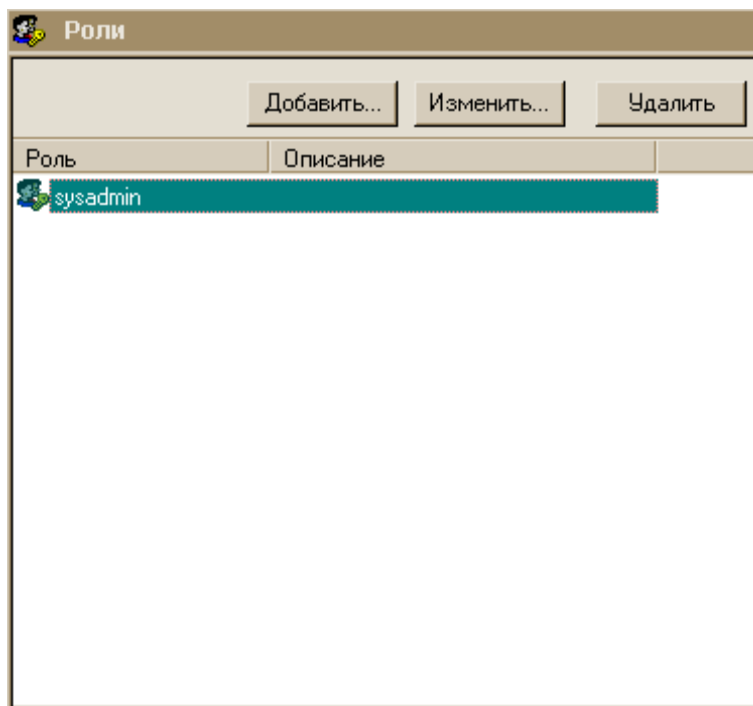 Роли
Добавить... Изменить... Удалить
Роль Описание
sysadmin